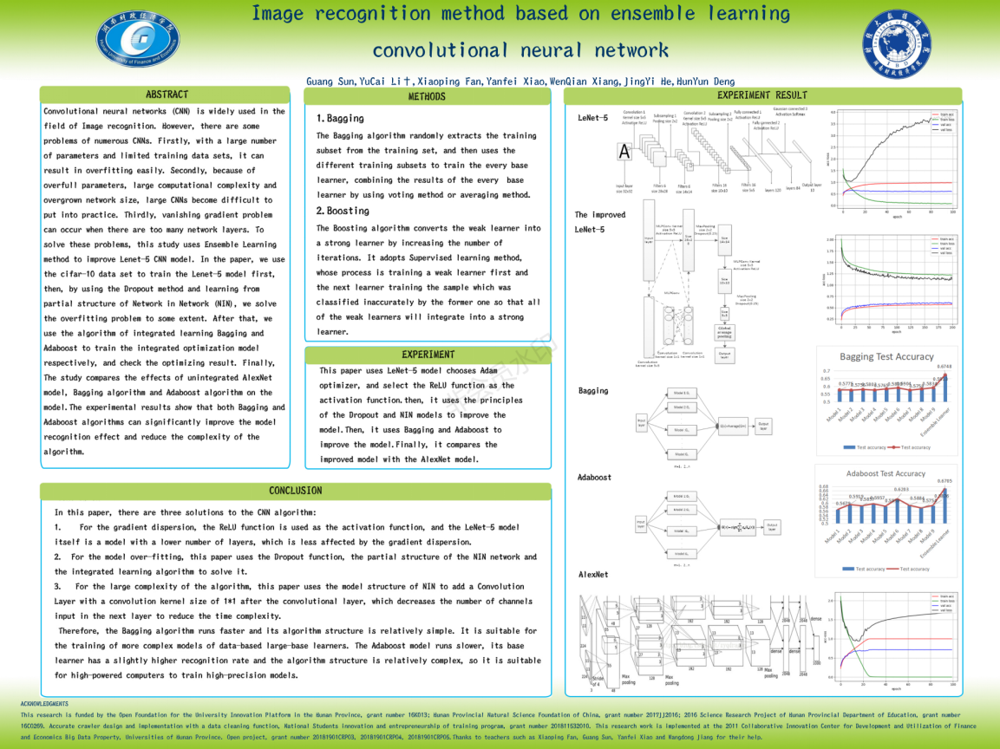 Image recognition method based on ensemble learning
convolutional neural network
Guang Sun,YuCai Li†,Xiaoping Fan,Yanfei Xiao,WenQian Xiang,JingYi He,HunYun Deng
ABSTRACT
Convolutional neural networks (CNN) is widely used in the
field of Image recognition. However, there are some
problems of numerous CNNs. Firstly, with a large number
of parameters and limited training data sets, it can
result in overfitting easily. Secondly, because of
overfull parameters, large computational complexity and
overgrown network size, large CNNs become difficult to
put into practice. Thirdly, vanishing gradient problem
can occur when there are too many network layers. To
solve these problems, this study uses Ensemble Learning
method to improve Lenet-5 CNN model. In the paper, we use
the cifar-10 data set to train the Lenet-5 model first,
then, by using the Dropout method and learning from
partial structure of Network in Network (NIN), we solve
the overfitting problem to some extent. After that, we
use the algorithm of integrated learning Bagging and
Adaboost to train the integrated optimization model
respectively, and check the optimizing result. Finally,
The study compares the effects of unintegrated AlexNet
model, Bagging algorithm and Adaboost algorithm on the
model.The experimental results show that both Bagging and
Adaboost algorithms can significantly improve the model
recognition effect and reduce the complexity of the
algorithm.
METHODS
1.Bagging
The Bagging algorithm randomly extracts the training
subset from the training set, and then uses the
different training subsets to train the every base
learner, combining the results of the every base
learner by using voting method or averaging method.
2.Boosting
The Boosting algorithm converts the weak learner into
a strong learner by increasing the number of
iterations. It adopts Supervised learning method,
whose process is training a weak learner first and
the next learner training the sample which was
classified inaccurately by the former one so that all
of the weak learners will integrate into a strong
learner.
EXPERIMENT
This paper uses LeNet-5 model chooses Adam
optimizer, and select the ReLU function as the
activation function.then, it uses the principles
of the Dropout and NIN models to improve the
model.Then, it uses Bagging and Adaboost to
improve the model.Finally, it compares the
improved model with the AlexNet model.
CONCLUSION
In this paper, there are three solutions to the CNN algorithm:
1. For the gradient dispersion, the ReLU function is used as the activation function, and the LeNet-5 model
itself is a model with a lower number of layers, which is less affected by the gradient dispersion.
2. For the model over-fitting, this paper uses the Dropout function, the partial structure of the NIN network and
the integrated learning algorithm to solve it.
3. For the large complexity of the algorithm, this paper uses the model structure of NIN to add a Convolution
Layer with a convolution kernel size of 1*1 after the convolutional layer, which decreases the number of channels
input in the next layer to reduce the time complexity.
Therefore, the Bagging algorithm runs faster and its algorithm structure is relatively simple. It is suitable for
the training of more complex models of data-based large-base learners. The Adaboost model runs slower, its base
learner has a slightly higher recognition rate and the algorithm structure is relatively complex, so it is suitable
for high-powered computers to train high-precision models.
EXPERIMENT RESULT
LeNet-5
A
The improved
LeNet-5
Bagging
Adaboost
AlexNet
Bagging Test Accuracy
0.6748
Test accuracy Test accuracy
Adaboost Test Accuracy
0.6765
Test accuracy Test accuracy
Max
pooling
Max
pooling
Max
pooling
dense
dense
dense
ACKNOWLEDGMENTS
This research is funded by the Open Foundation for the University Innovation Platform in the Hunan Province, grant number 16K013; Hunan Provincial Natural Science Foundation of China, grant number 2017JJ2016; 2016 Science Research Project of Hunan Provincial Department of Education, grant number
16C0269. Accurate crawler design and implementation with a data cleaning function, National Students innovation and entrepreneurship of training program, grant number 201811532010. This research work is implemented at the 2011 Collaborative Innovation Center for Development and Utilization of Finance
and Economics Big Data Property, Universities of Hunan Province. Open project, grant number 20181901CRP03, 20181901CRP04, 20181901CRP05.Thanks to teachers such as Xiaoping Fan, Guang Sun, Yanfei Xiao and Wangdong Jiang for their help.